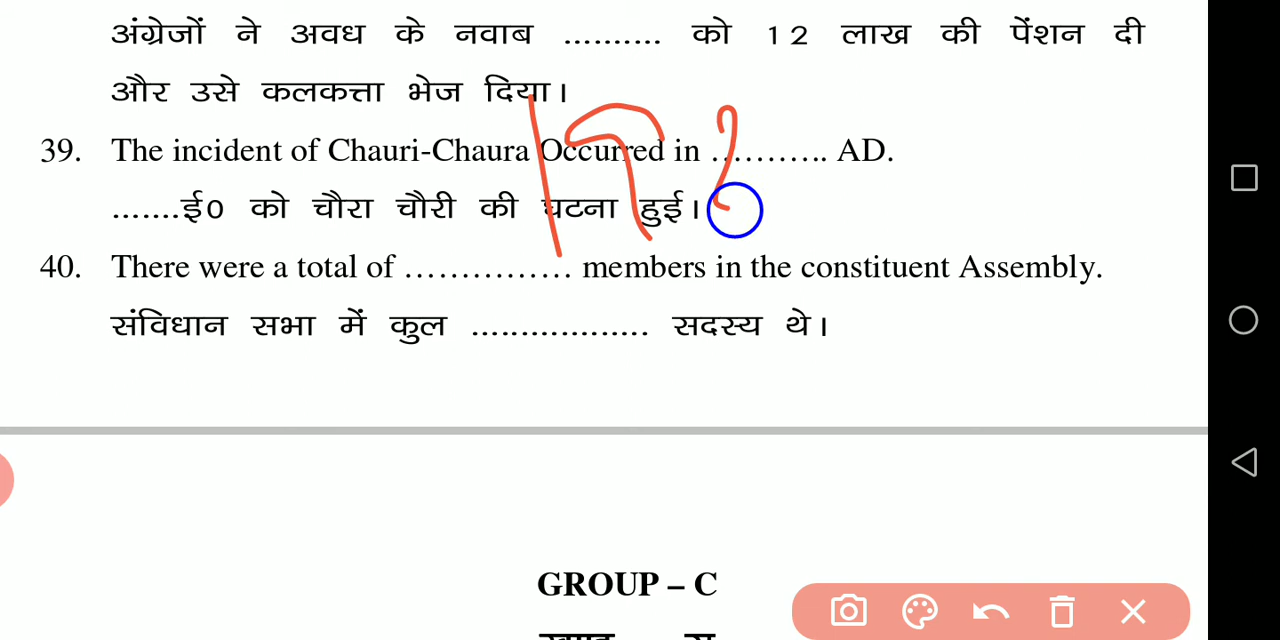 अंग्रेजों ने अवध के नवाब .......... को 12 लाख की पेंशन दी
और उसे कलकत्ता भेज दिया।
39. The incident of Chauri-Chaura Occurred in ……….. AD.
.......ई0 को चौरा चौरी की घटना हुई।
40. There were a total of …………… members in the constituent Assembly.
संविधान सभा में कुल .................. सदस्य थे।
GROUP – C